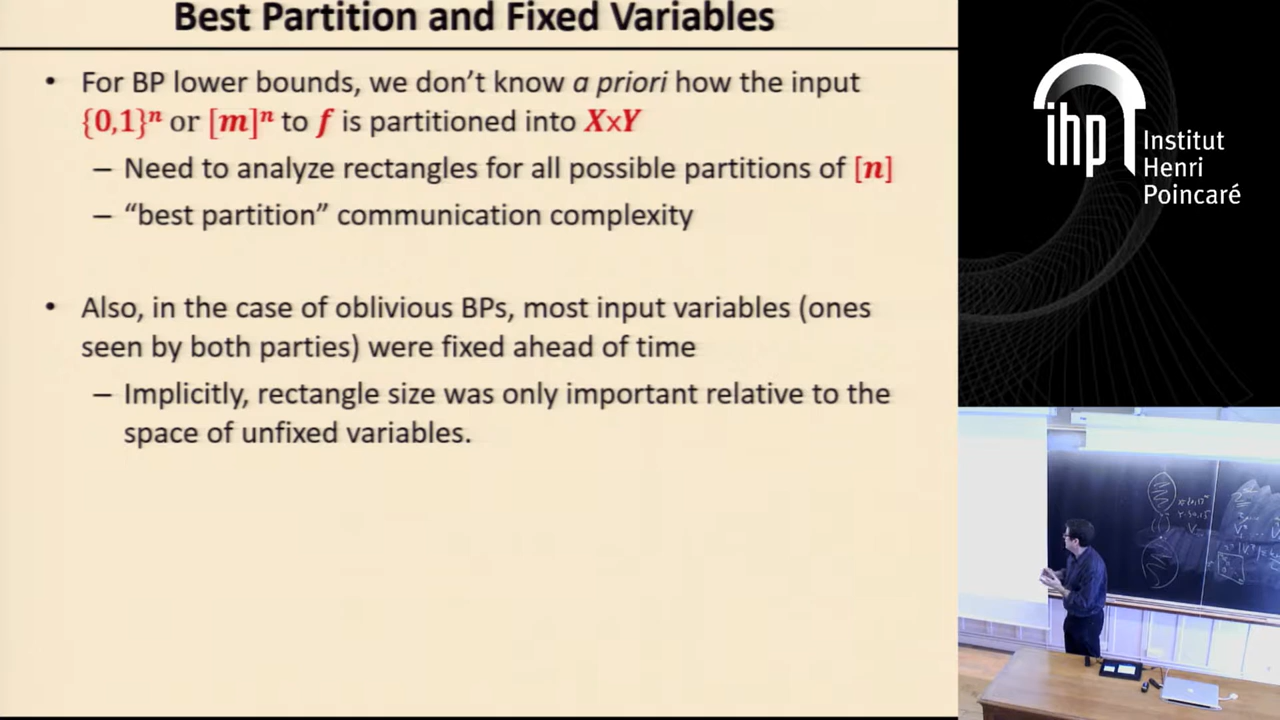 Best Partition and Fixed Variables
• For BP lower bounds, we don't know a priori how the input
{0,1}ⁿ or [m]ⁿ to f is partitioned into XxY
– Need to analyze rectangles for all possible partitions of [n]
– "best partition" communication complexity
• Also, in the case of oblivious BPs, most input variables (ones
seen by both parties) were fixed ahead of time
– Implicitly, rectangle size was only important relative to the
space of unfixed variables.
ihp
Institut
Henri
Poincaré